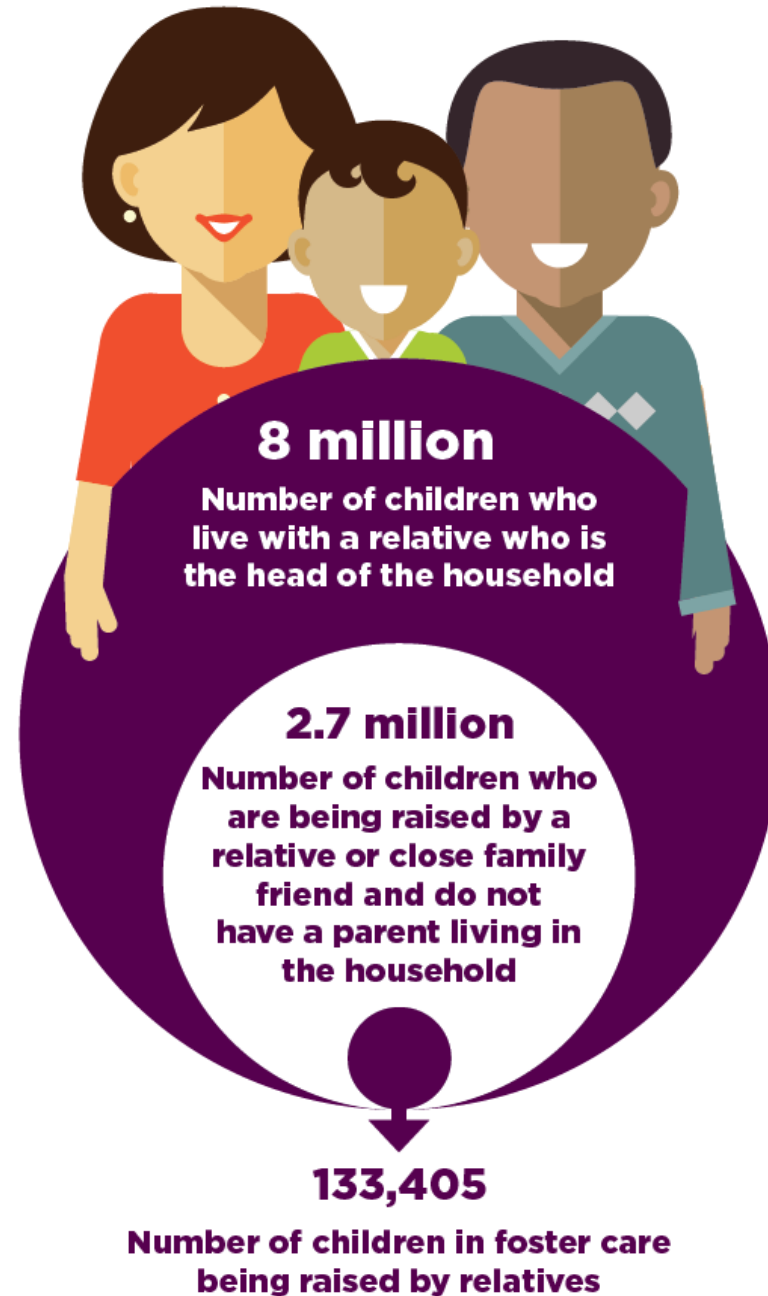 8 million
Number of children who
live with a relative who is
the head of the household
2.7 million
Number of children who
are being raised by a
relative or close family
friend and do not
have a parent living in
the household
133,405
Number of children in foster care
being raised by relatives